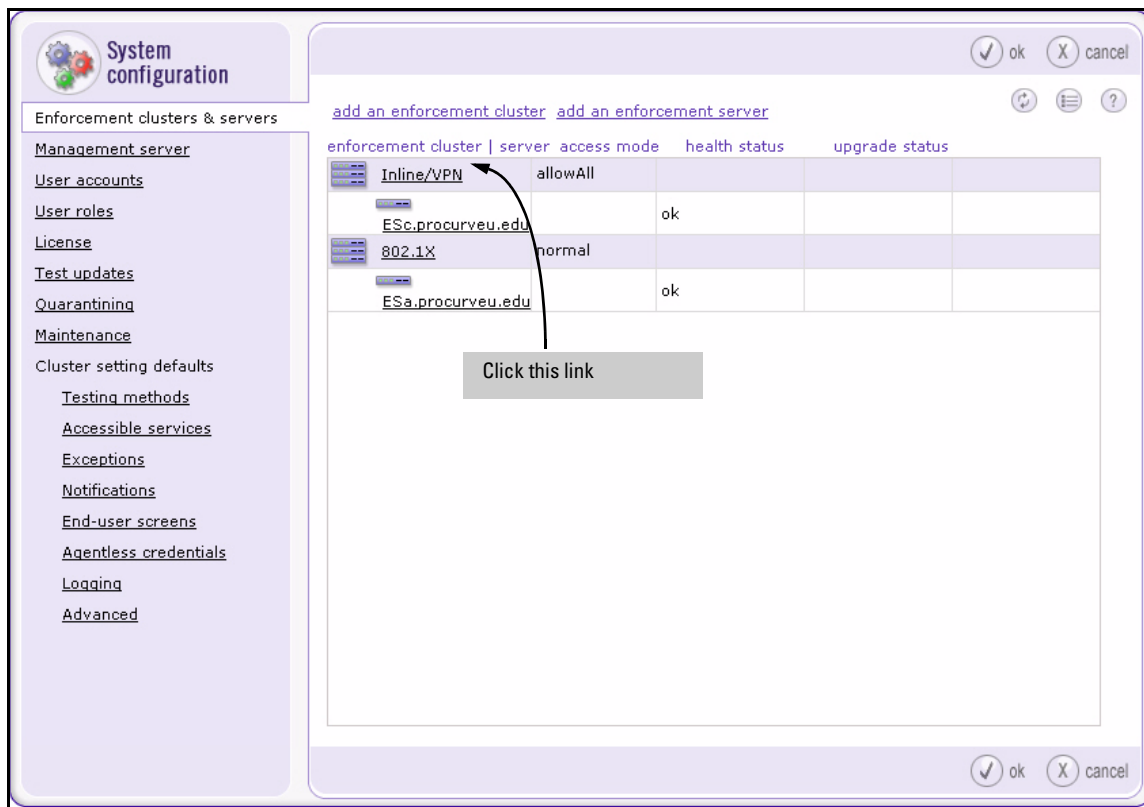 System
configuration
ok cancel
Enforcement clusters & servers
Management server
User accounts
User roles
License
Test updates
Quarantining
Maintenance
Cluster setting defaults
Testing methods
Accessible services
Exceptions
Notifications
End-user screens
Agentless credentials
Logging
Advanced
add an enforcement cluster add an enforcement server
?
enforcement cluster | server access mode health status upgrade status
Inline/VPN allowAll
ESc.procurveu.edu ok
802.1X normal
ESa.procurveu.edu ok
Click this link
ok cancel